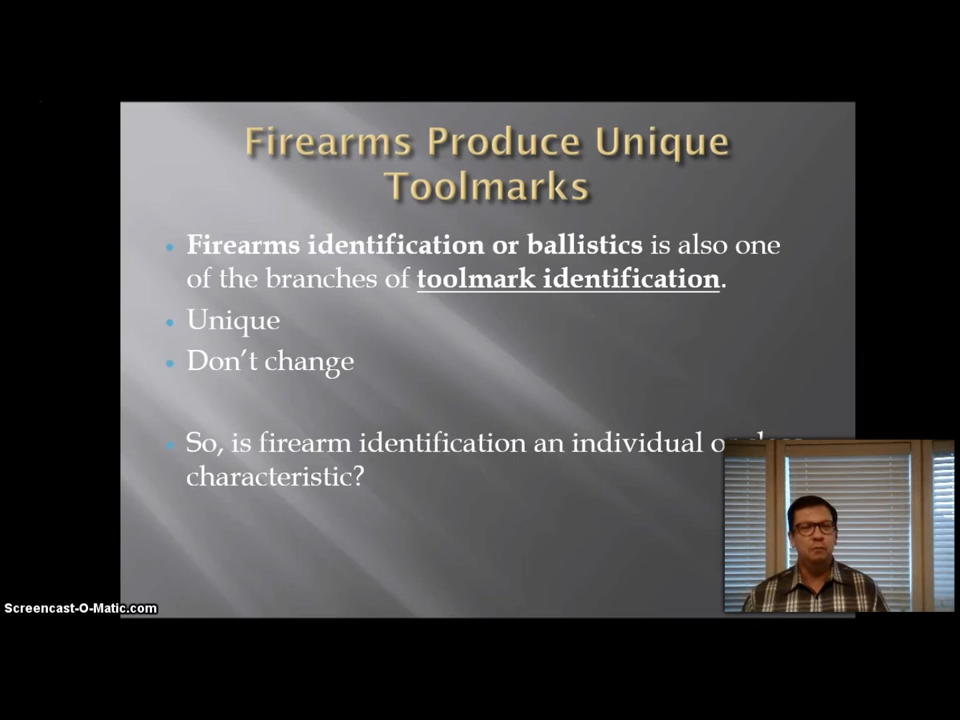 Firearms Produce Unique
Toolmarks
Firearms identification or ballistics is also one
of the branches of toolmark identification.
Unique
Don't change
So, is firearm identification an individual or class
characteristic?
Screencast-O-Matic.com